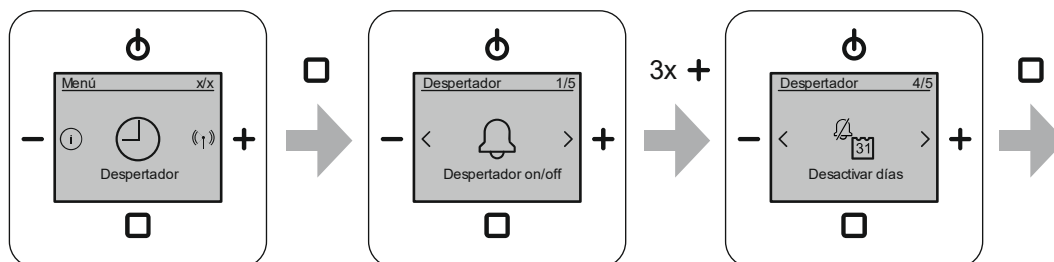 Menú x/x
i
Despertador
Despertador 1/5
Despertador on/off
3x +
Despertador 4/5
31
Desactivar días